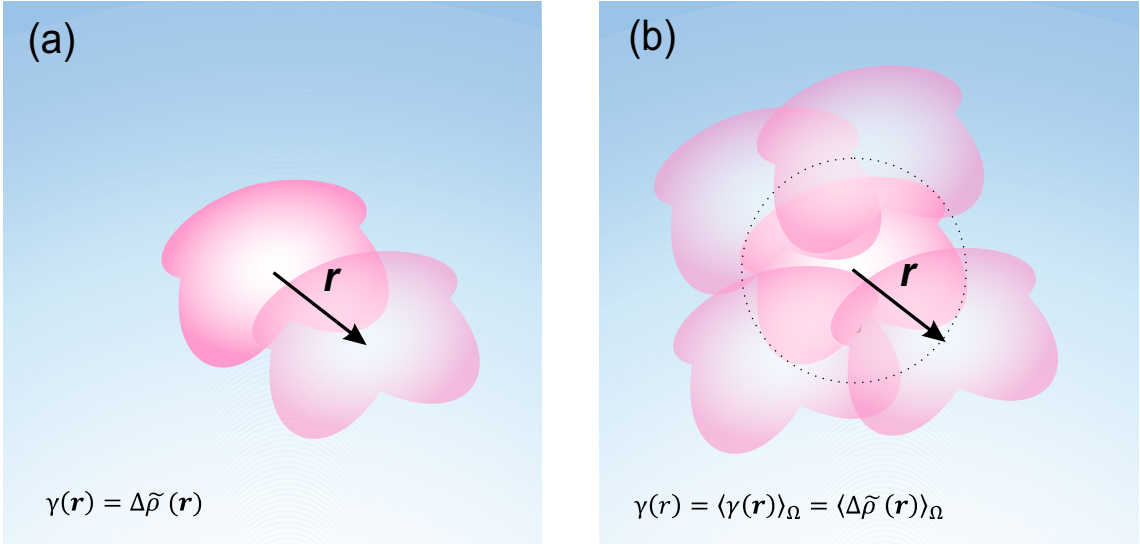 (a)
r
γ(r) = Δρ̃ (r)
(b)
r
γ(r) = ⟨γ(r)⟩Ω = ⟨Δρ̃ (r)⟩Ω